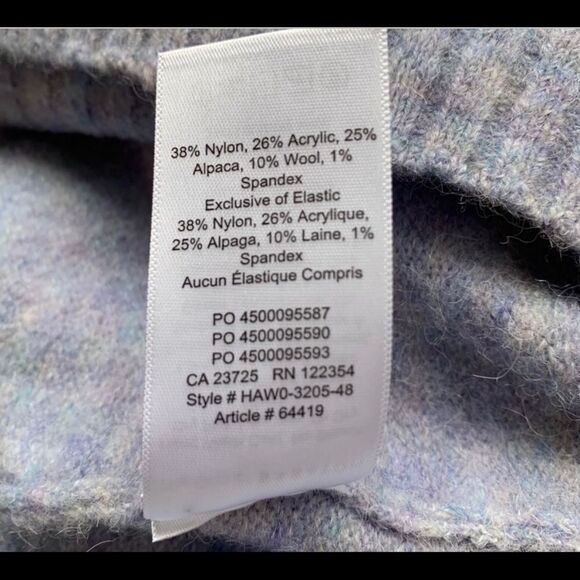 38% Nylon, 26% Acrylic, 25%
Alpaca, 10% Wool, 1%
Spandex
Exclusive of Elastic
38% Nylon, 26% Acrylique,
25% Alpaga, 10% Laine, 1%
Spandex
Aucun Élastique Compris
PO 4500095587
PO 4500095590
PO 4500095593
CA 23725 RN 122354
Style # HAW0-3205-48
Article # 64419